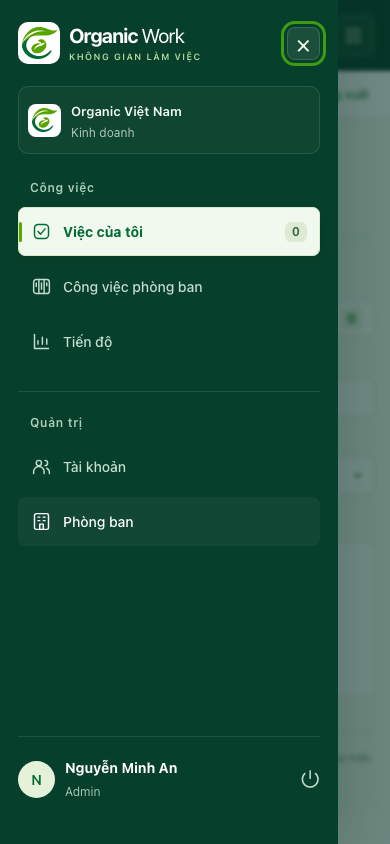 Organic Work
KHÔNG GIAN LÀM VIỆC
Organic Việt Nam
Kinh doanh
Công việc
Việc của tôi 0
Công việc phòng ban
Tiến độ
Quản trị
Tài khoản
Phòng ban
N Nguyễn Minh An
Admin